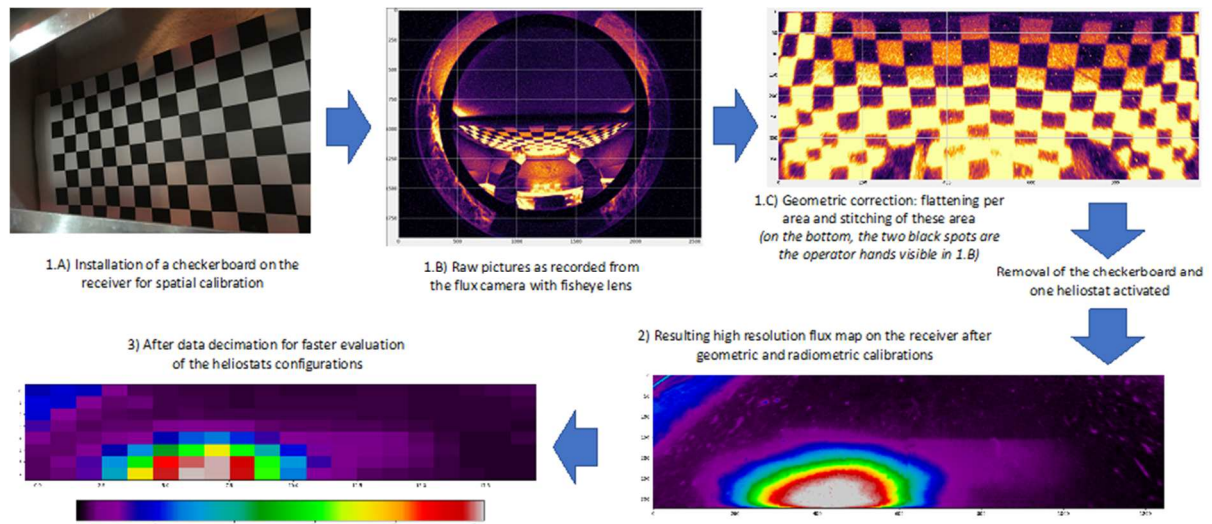 1.A) Installation of a checkerboard on the
receiver for spatial calibration
1.B) Raw pictures as recorded from
the flux camera with fisheye lens
1.C) Geometric correction: flattening per
area and stitching of these area
(on the bottom, the two black spots are
the operator hands visible in 1.B)
Removal of the checkerboard and
one heliostat activated
2) Resulting high resolution flux map on the receiver after
geometric and radiometric calibrations
3) After data decimation for faster evaluation
of the heliostats configurations